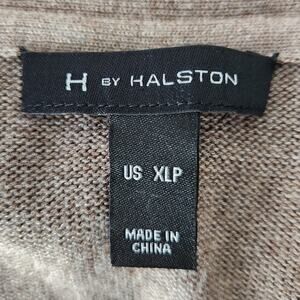 H BY HALSTON
US XLP
MADE IN
CHINA